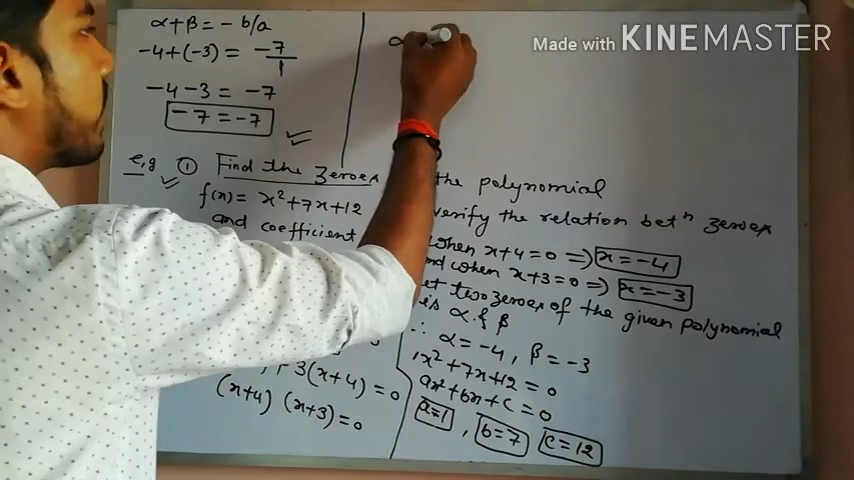 α+β = - b/a
-4+(-3) = -7/1
-4-3 = -7
-7 = -7
e.g ① Find the zeroes the polynomial
f(x) = x²+7x+12 verify the relation betⁿ zeroes
and coefficient
when x+4=0 ⇒ x=-4
when x+3=0 ⇒ x=-3
two zeroes of the given polynomial
is α & β
∴ α=-4, β=-3
1x²+7x+12=0
ax²+bx+c=0
a=1, b=7, c=12
3(x+4)=0
(x+4) (x+3)=0
α
Made with KINEMASTER